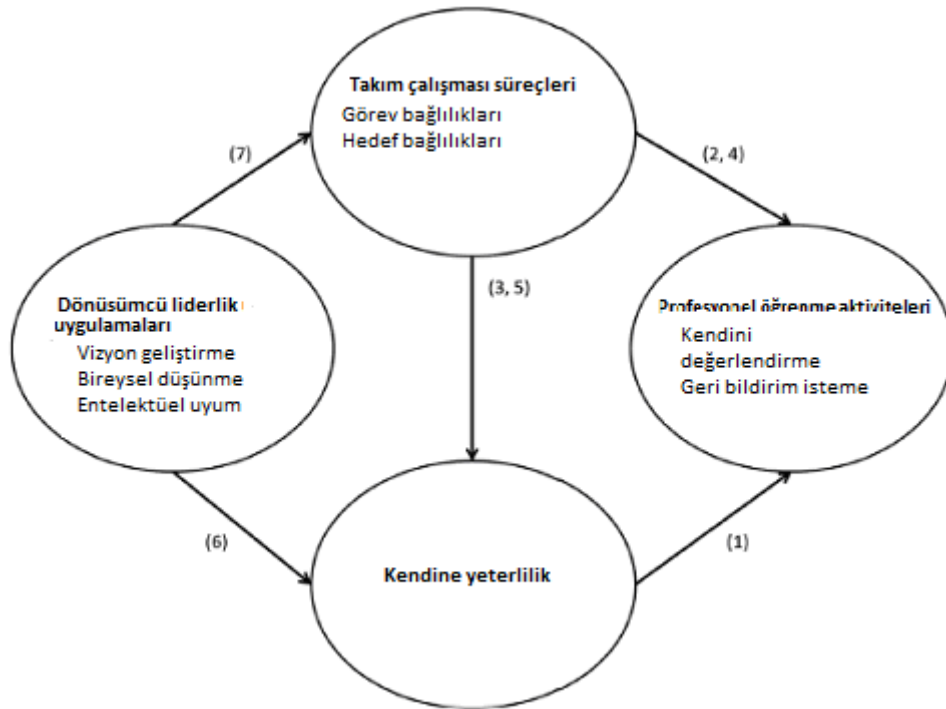 Takım çalışması süreçleri
Görev bağlılıkları
Hedef bağlılıkları
(7)
(2, 4)
Dönüsümcü liderlik
uygulamaları
Vizyon geliştirme
Bireysel düşünme
Entelektüel uyum
(3, 5)
Profesyonel öğrenme aktiviteleri
Kendini
değerlendirme
Geri bildirim isteme
(6)
(1)
Kendine yeterlilik